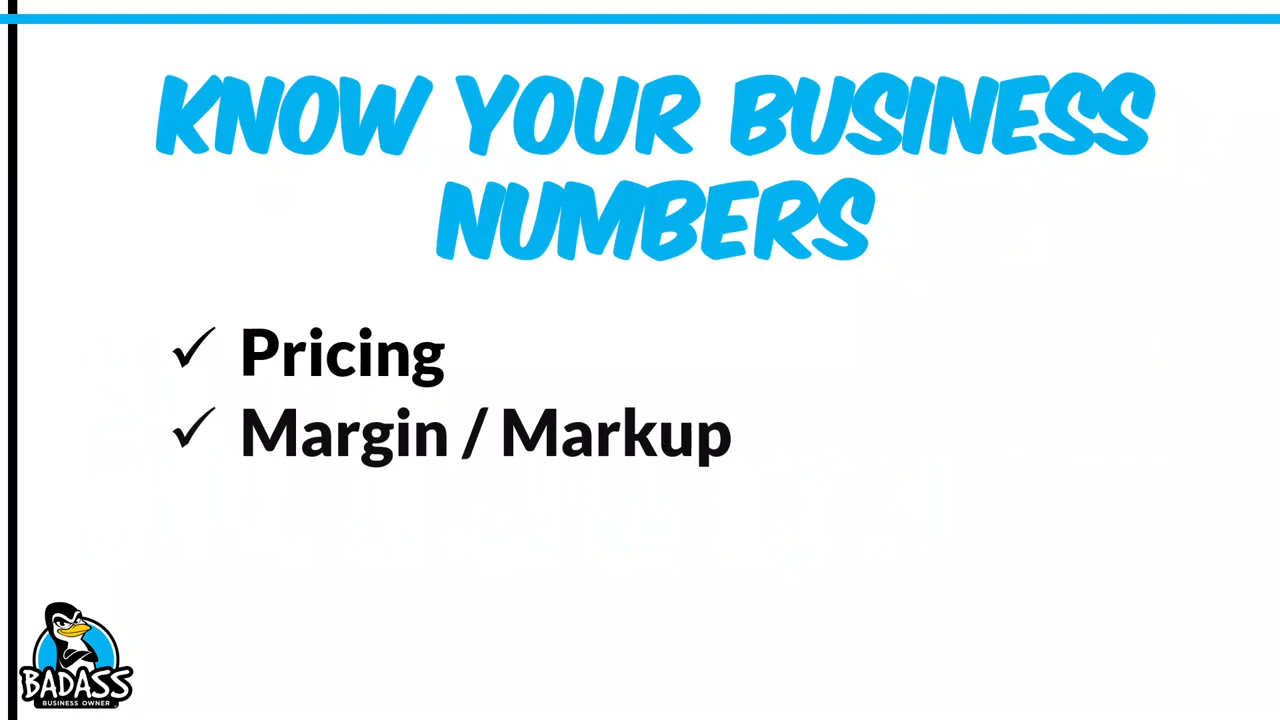 KNOW YOUR BUSINESS
NUMBERS
✓ Pricing
✓ Margin / Markup
BADASS
BUSINESS OWNER